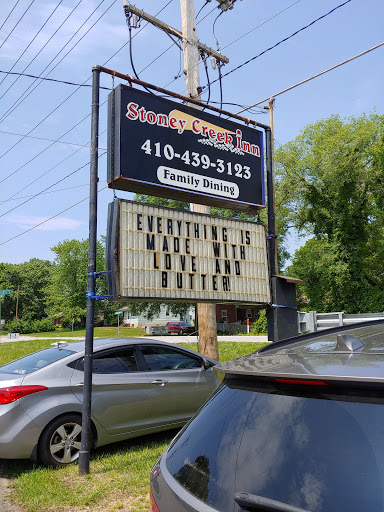 Stoney Creek Inn
410-439-3123
Family Dining
EVERYTHING IS
MADE WITH
LOVE AND
BUTTER!